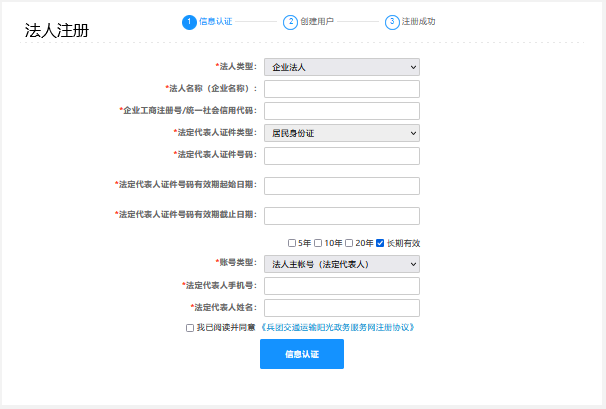 法人注册
1 信息认证 2 创建用户 3 注册成功
*法人类型： 企业法人
*法人名称（企业名称）：
*企业工商注册号/统一社会信用代码：
*法定代表人证件类型： 居民身份证
*法定代表人证件号码：
*法定代表人证件号码有效期起始日期：
*法定代表人证件号码有效期截止日期：
5年 10年 20年 长期有效
*账号类型： 法人主帐号（法定代表人）
*法定代表人手机号：
*法定代表人姓名：
我已阅读并同意 《兵团交通运输阳光政务服务网注册协议》
信息认证